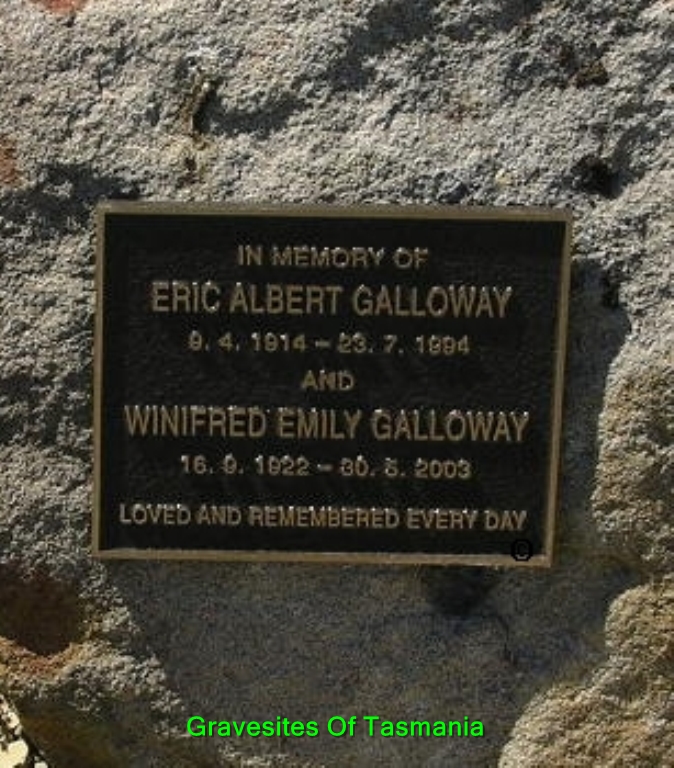 IN MEMORY OF
ERIC ALBERT GALLOWAY
9. 4. 1914 – 23. 7. 1994
AND
WINIFRED EMILY GALLOWAY
16. 9. 1922 – 30. 2003
LOVED AND REMEMBERED EVERY DAY
©
Gravesites Of Tasmania